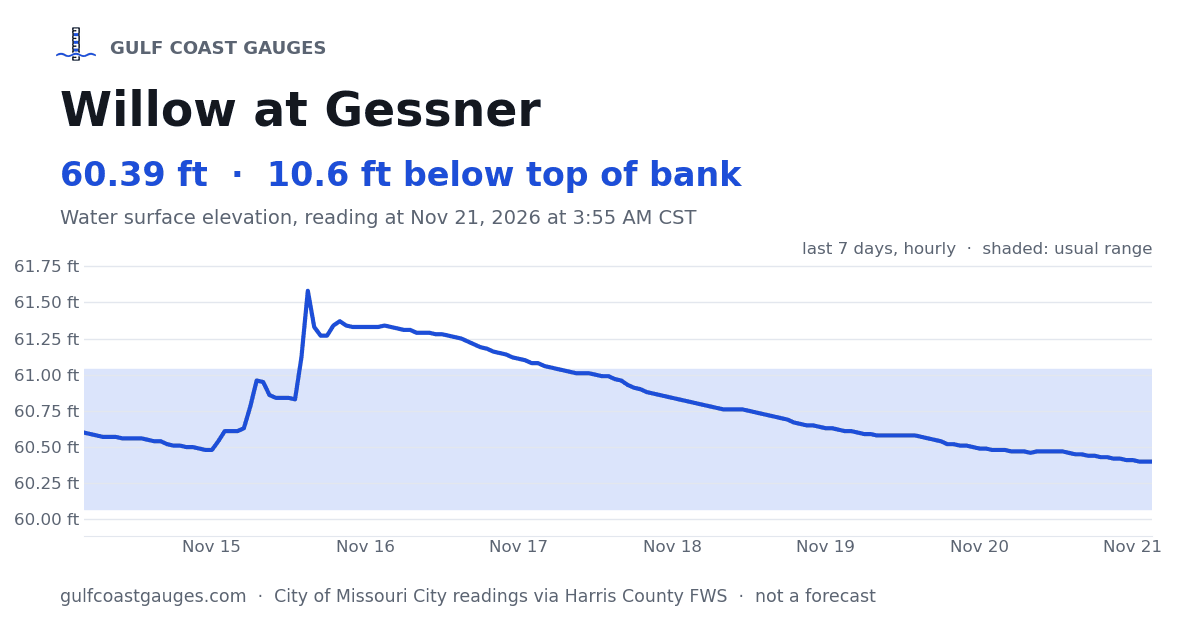 GULF COAST GAUGES
Willow at Gessner
60.39 ft · 10.6 ft below top of bank
Water surface elevation, reading at Nov 21, 2026 at 3:55 AM CST
last 7 days, hourly · shaded: usual range
61.75 ft
61.50 ft
61.25 ft
61.00 ft
60.75 ft
60.50 ft
60.25 ft
60.00 ft
Nov 15 Nov 16 Nov 17 Nov 18 Nov 19 Nov 20 Nov 21
gulfcoastgauges.com · City of Missouri City readings via Harris County FWS · not a forecast